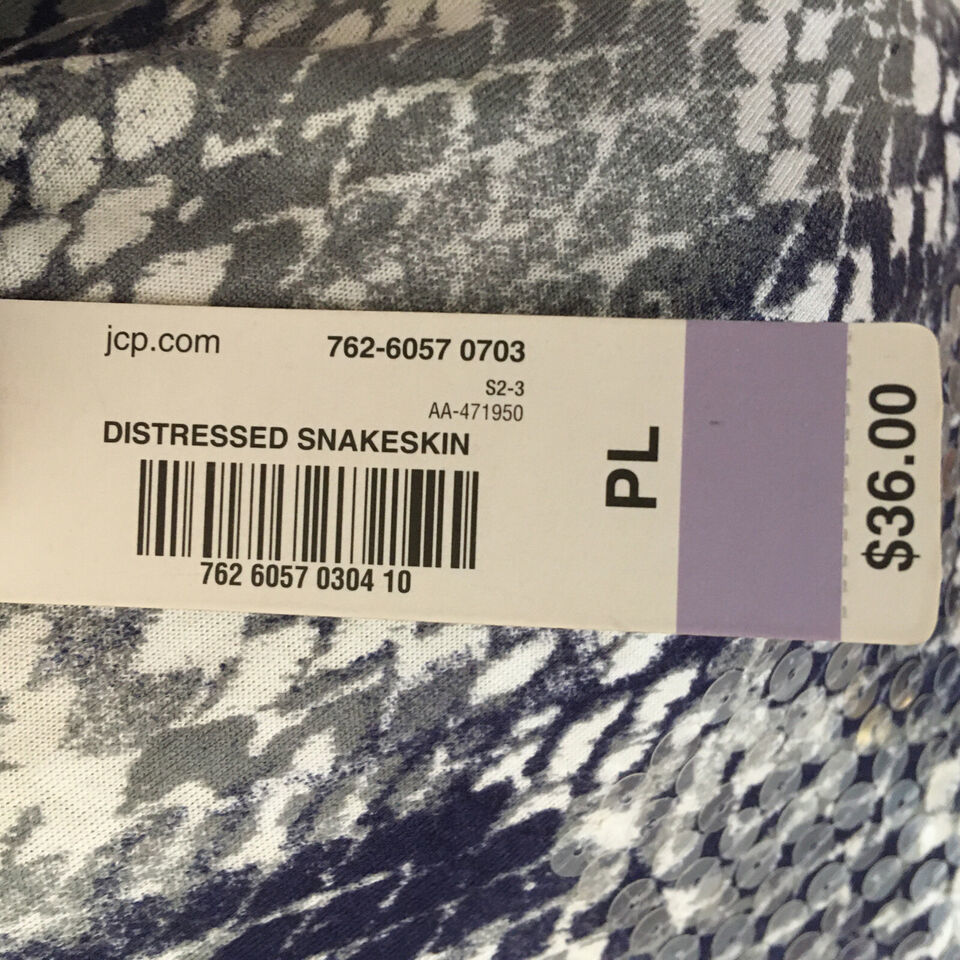 jcp.com 762-6057 0703
S2-3
AA-471950
DISTRESSED SNAKESKIN
762 6057 0304 10
PL
$36.00